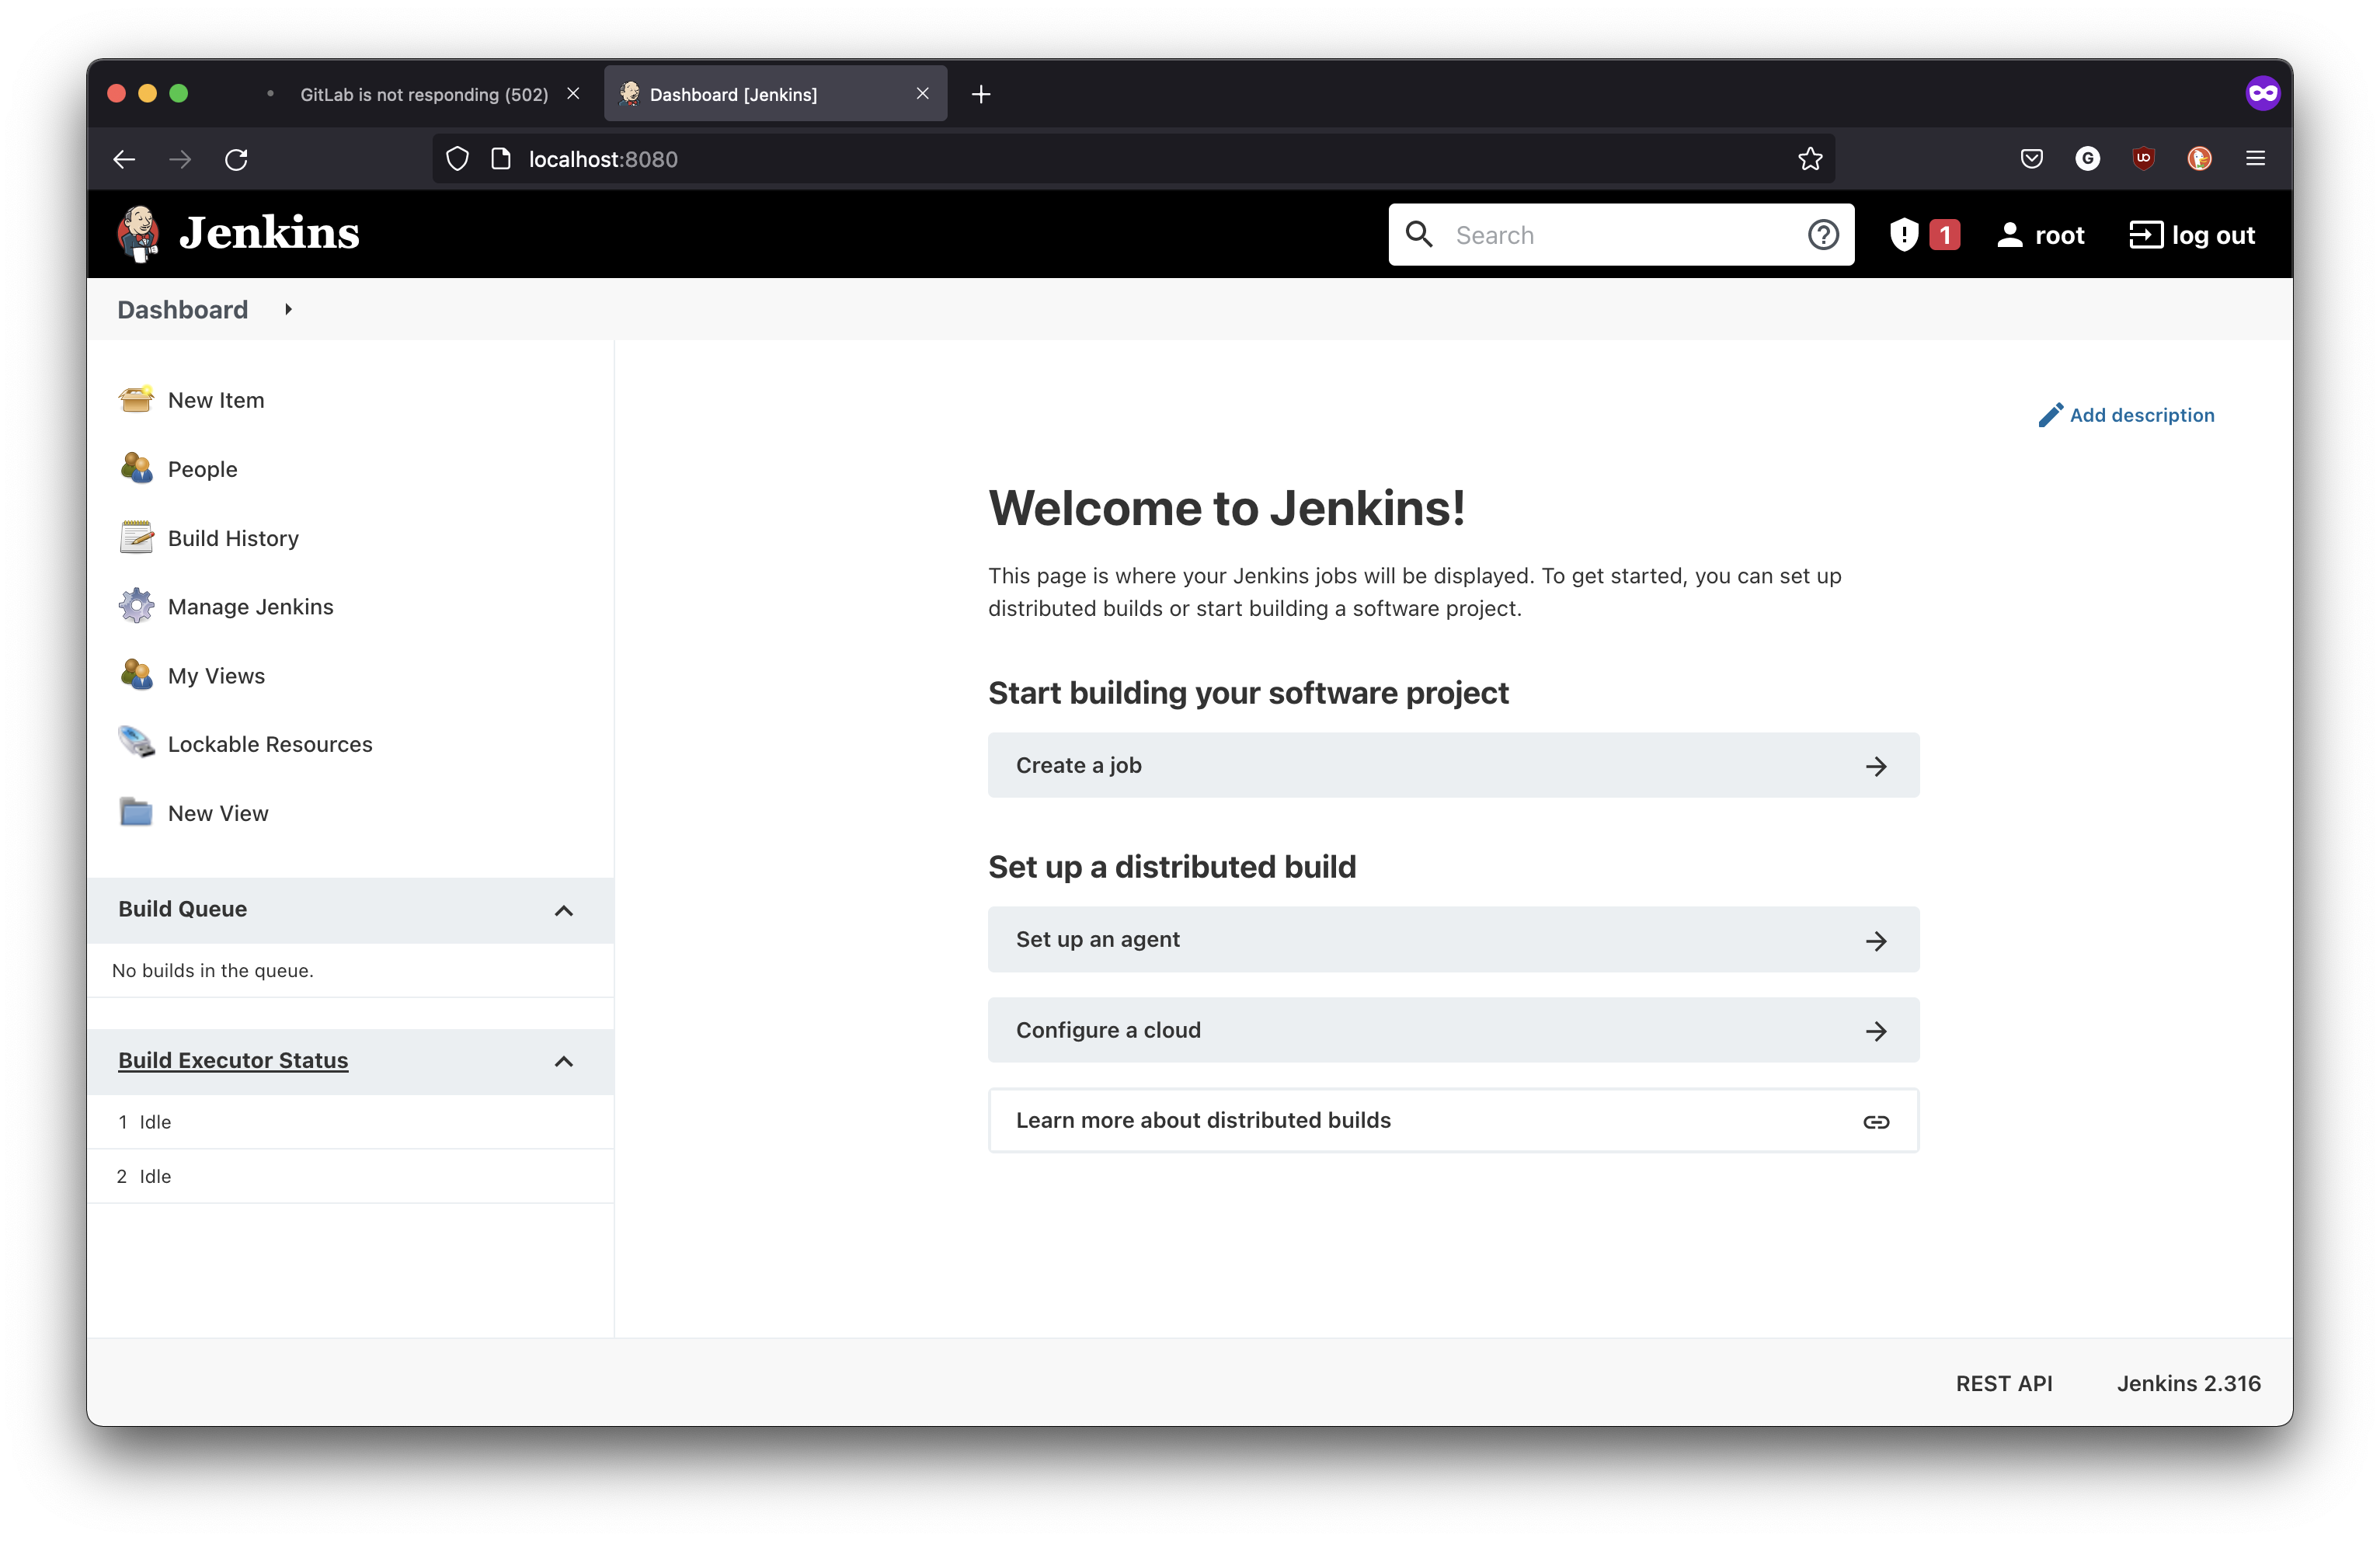 GitLab is not responding (502)
Dashboard [Jenkins]
localhost:8080
Jenkins
Search
1
root
log out
Dashboard
New Item
People
Build History
Manage Jenkins
My Views
Lockable Resources
New View
Build Queue
No builds in the queue.
Build Executor Status
1 Idle
2 Idle
Add description
Welcome to Jenkins!
This page is where your Jenkins jobs will be displayed. To get started, you can set up
distributed builds or start building a software project.
Start building your software project
Create a job
Set up a distributed build
Set up an agent
Configure a cloud
Learn more about distributed builds
REST API
Jenkins 2.316